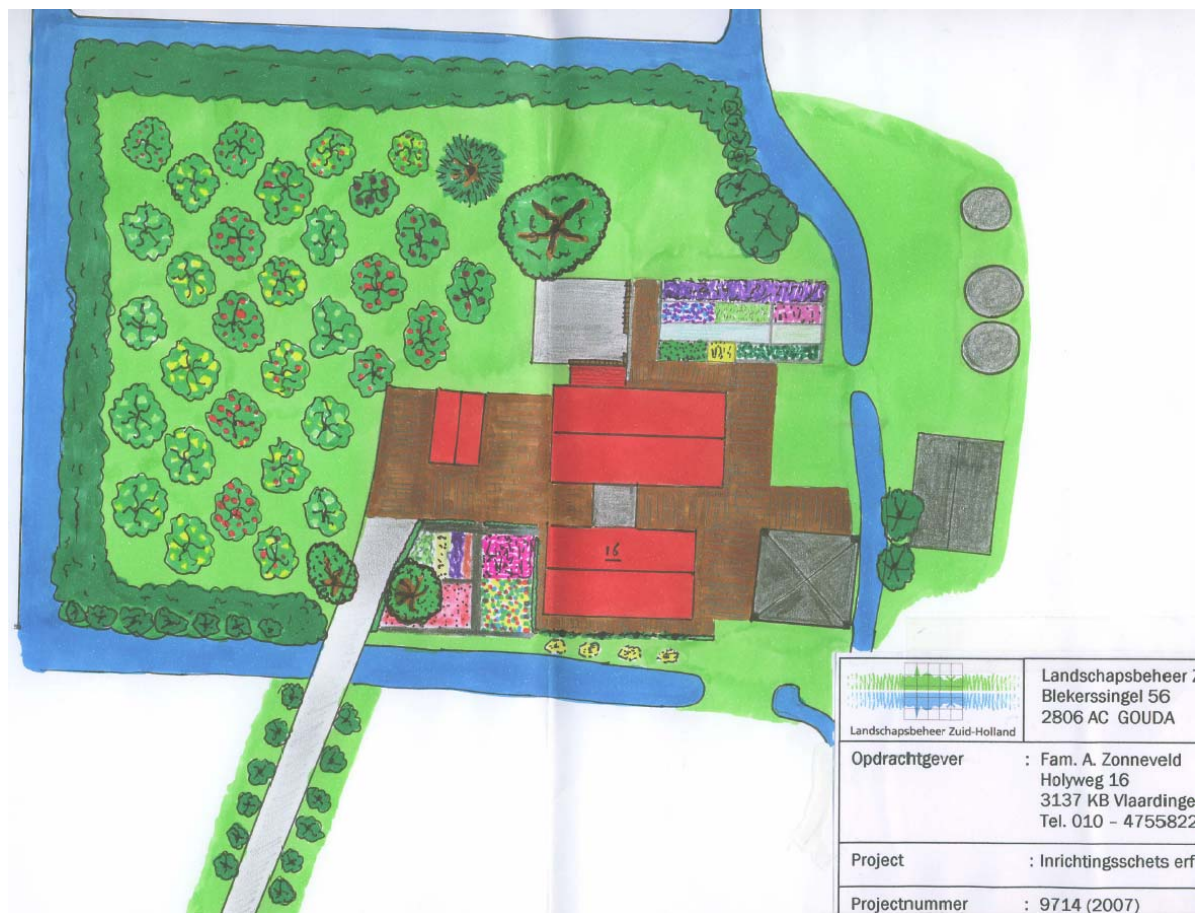 16
Landschapsbeheer Z
Blekerssingel 56
2806 AC GOUDA
Landschapsbeheer Zuid-Holland
Opdrachtgever : Fam. A. Zonneveld
Holyweg 16
3137 KB Vlaardinge
Tel. 010 – 4755822
Project : Inrichtingsschets erf
Projectnummer : 9714 (2007)